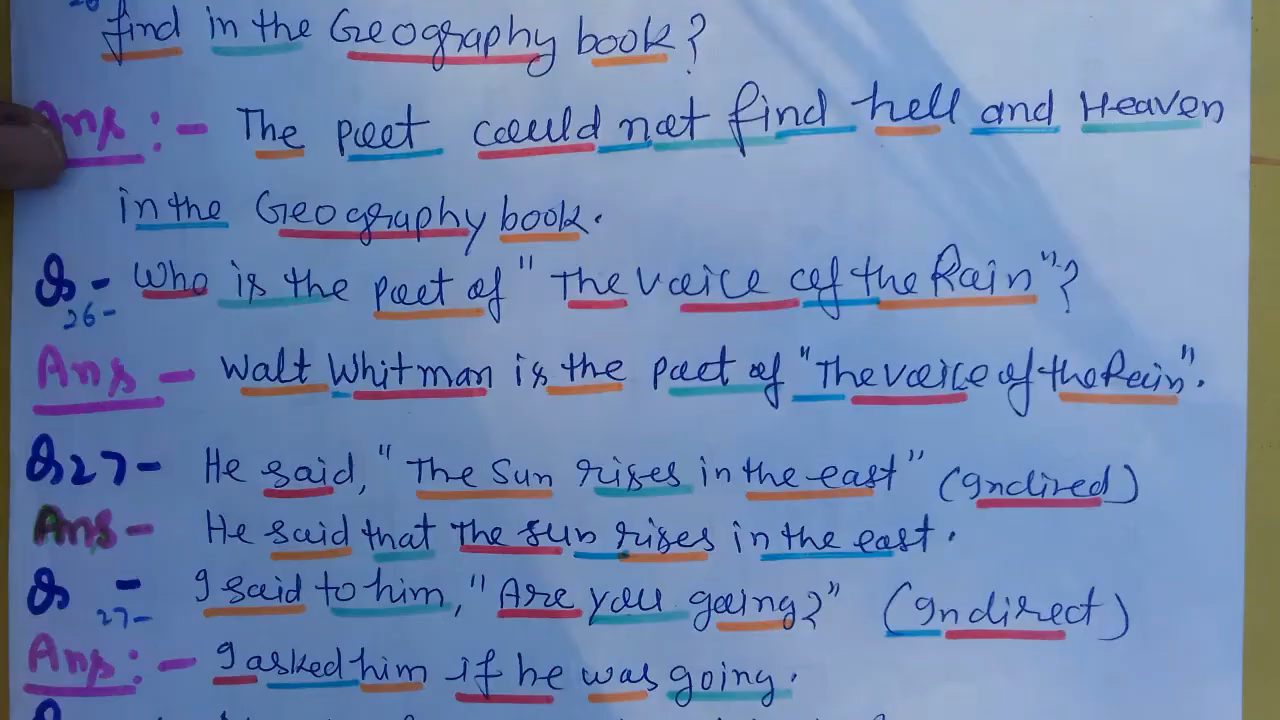 find in the Geography book?
Ans :- The poet could not find hell and Heaven
in the Geography book.
Q - Who is the poet of "The Voice of the Rain"?
26-
Ans - Walt Whitman is the poet of "The voice of the Rain".
Q27- He said, "The Sun rises in the east" (Indired)
Ans- He said that the sun rises in the east.
Q - I said to him, "Are you going?" (Indirect)
27-
Ans :- I asked him if he was going.